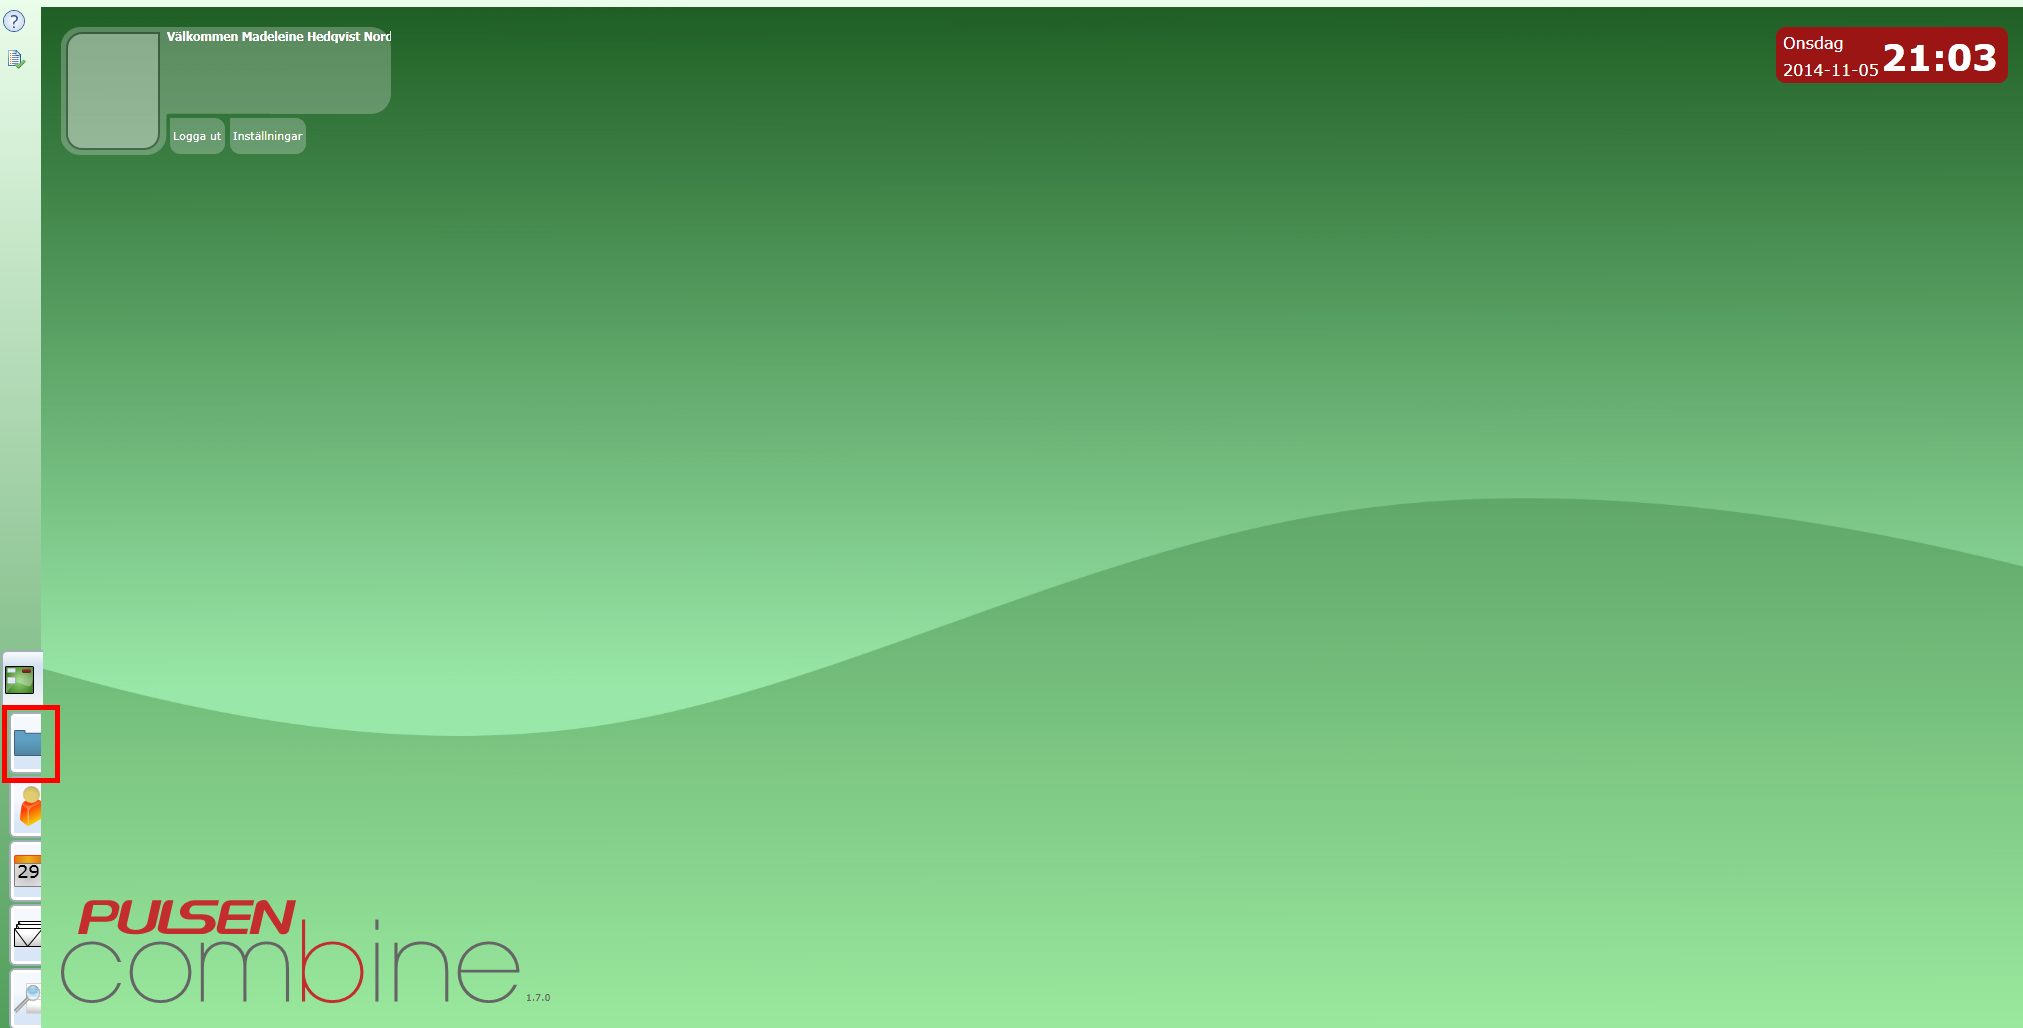 ?
Välkommen Madeleine Hedqvist Nord
Logga ut
Inställningar
Onsdag
2014-11-05
21:03
29
PULSEN
combine
1.7.0